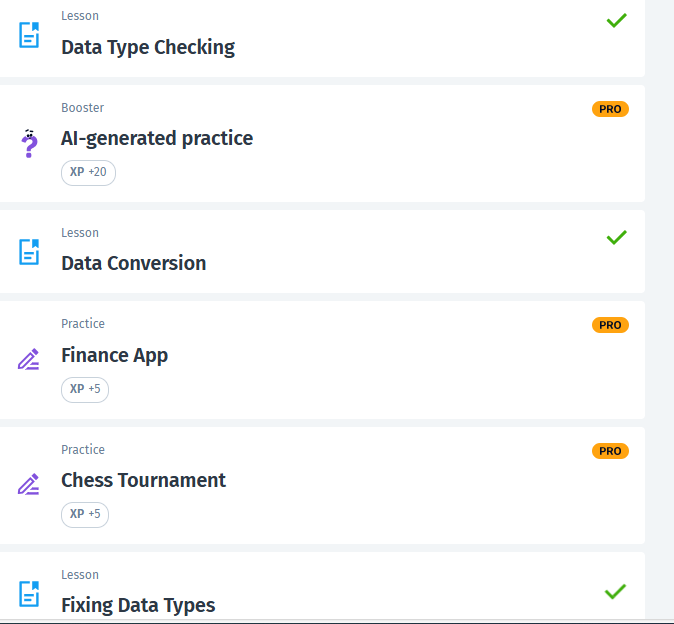 Lesson
Data Type Checking
Booster
PRO
AI-generated practice
XP +20
Lesson
Data Conversion
Practice
PRO
Finance App
XP +5
Practice
PRO
Chess Tournament
XP +5
Lesson
Fixing Data Types